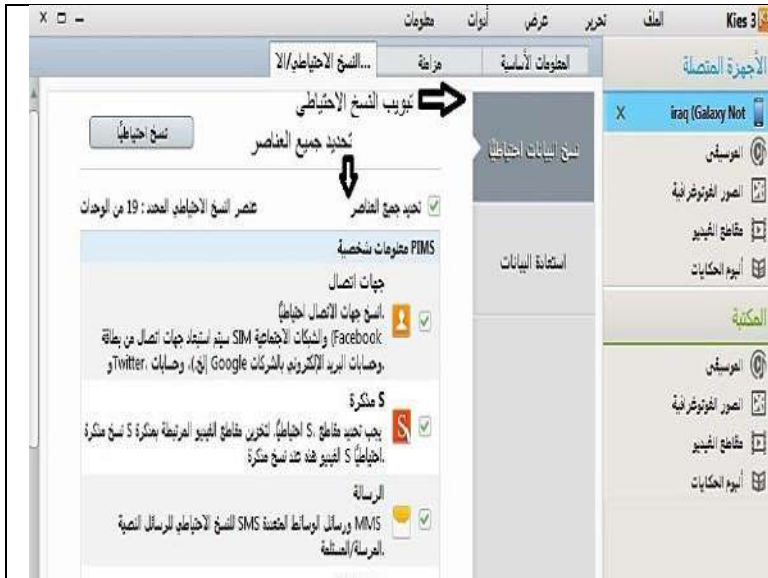 Kies 3
الملف
تحرير
عرض
أدوات
معلومات
الأجهزة المتصلة
iraq (Galaxy Not
X
الموسيقى
الصور الفوتوغرافية
مقاطع الفيديو
ألبوم الحكايات
المكتبة
الموسيقى
الصور الفوتوغرافية
مقاطع الفيديو
ألبوم الحكايات
المعلومات الأساسية
مزامنة
...النسخ الاحتياطي/الا
نسخ البيانات احتياطيًا
استعادة البيانات
تبويب النسخ الاحتياطى
تحديد جميع العناصر
نسخ احتياطيًا
تحديد جميع العناصر
عنصر النسخ الاحتياطي المحدد : 19 من الوحدات
PIMS معلومات شخصية
جهات اتصال
.انسخ جهات الاتصال احتياطيًا
Facebook) والشبكات الاجتماعية SIM سيتم استبعاد جهات اتصال من بطاقة
.وحسابات البريد الإلكتروني بالشركات Google إلخ.)، وحسابات ،Twitterو
S مذكرة
يجب تحديد مقاطع .S احتياطيًا. لتخزين مقاطع الفيديو المرتبطة بمذكرة S نسخ مذكرة
.احتياطيًا S الفيديو هذه عند نسخ مذكرة
الرسالة
MMS ورسائل الوسائط المتعددة SMS للنسخ الاحتياطي للرسائل النصية
.المرسلة/المستلمة